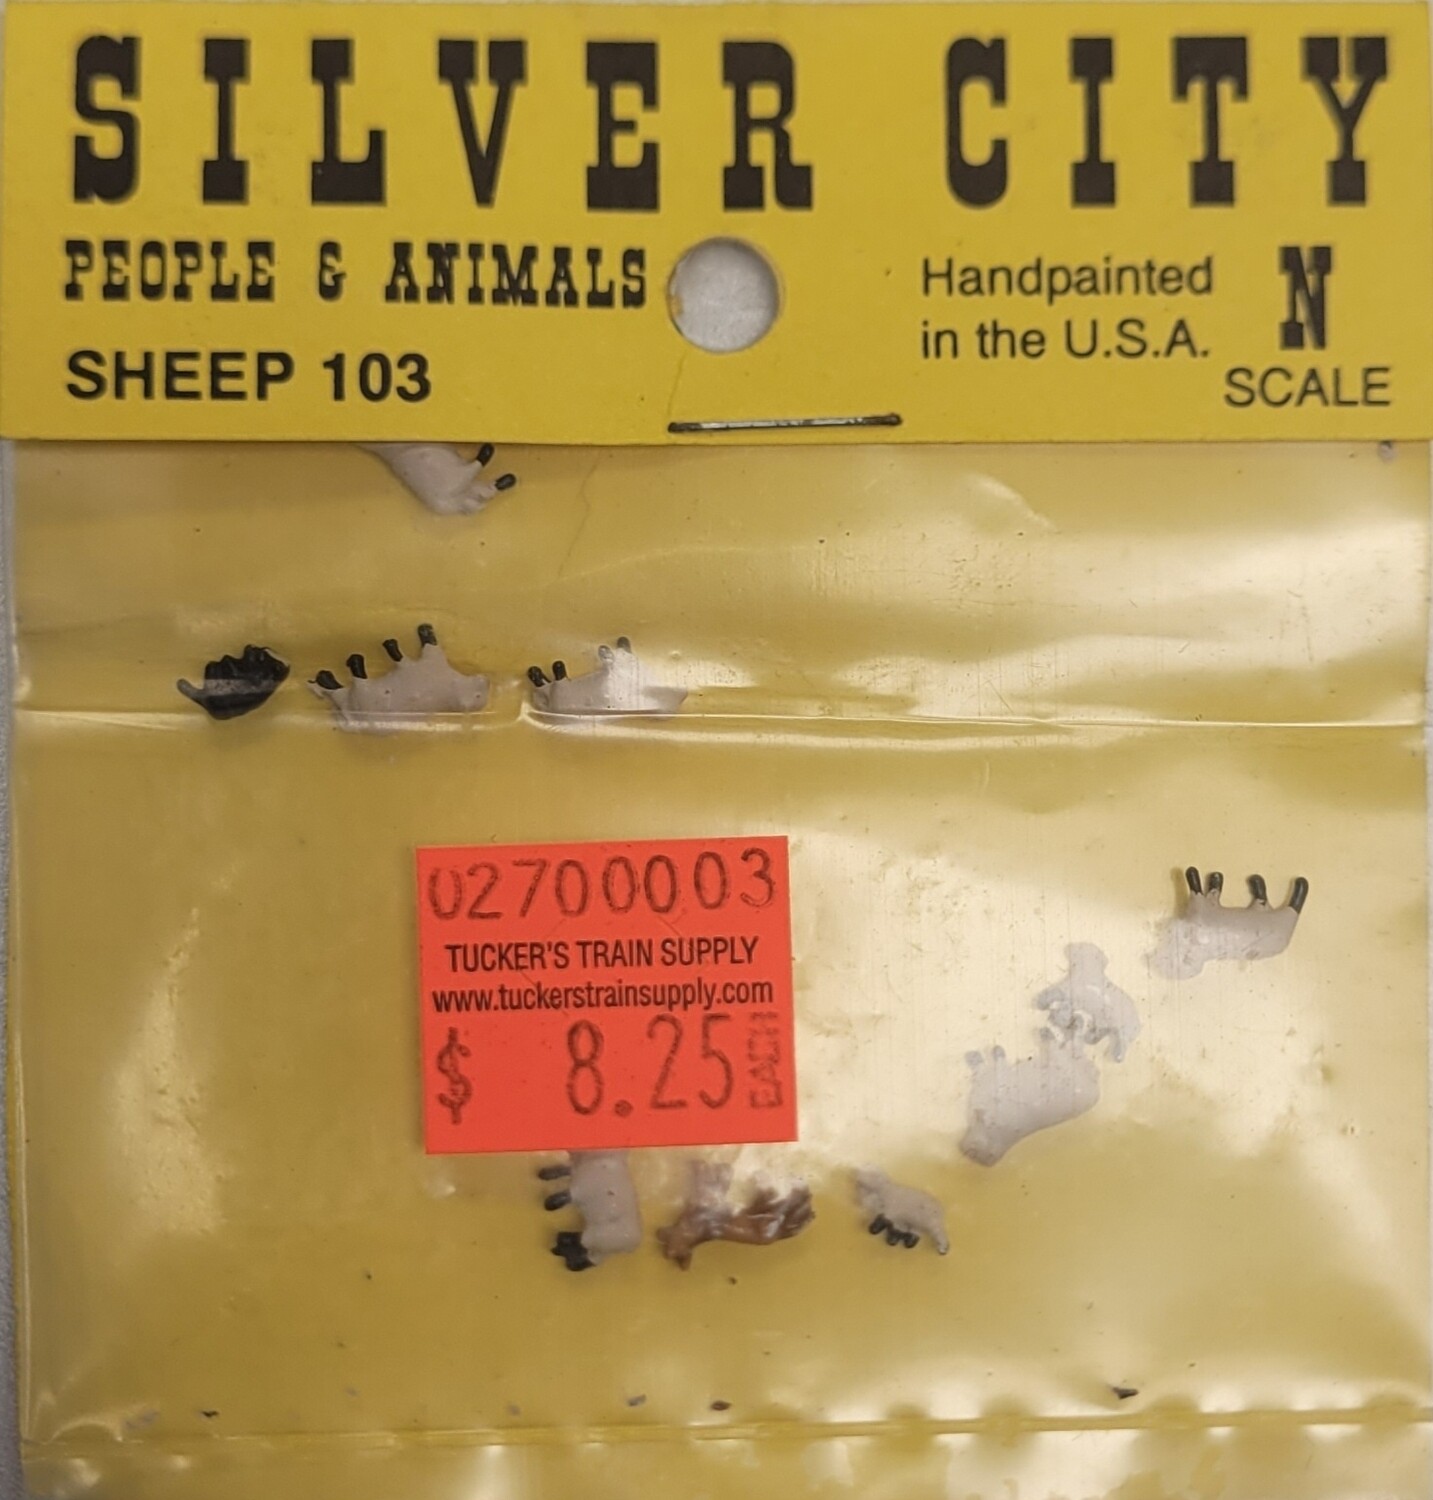 SILVER CITY
PEOPLE & ANIMALS
SHEEP 103
Handpainted
in the U.S.A.
N
SCALE
02700003
TUCKER'S TRAIN SUPPLY
www.tuckerstrainsupply.com
$ 8.25 EACH